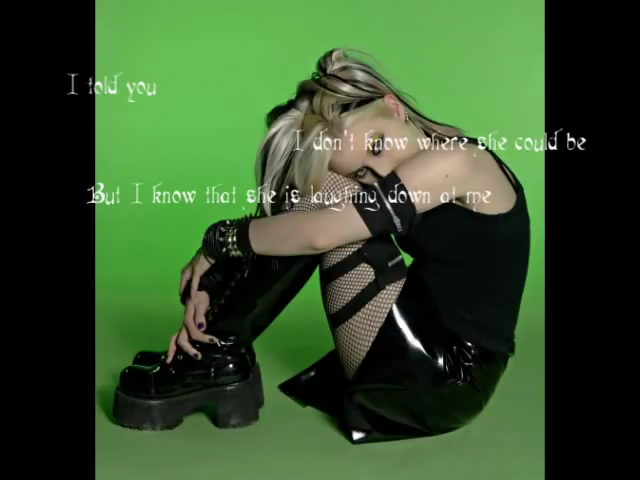 I told you
I don't know where she could be
But I know that she is laughing down at me